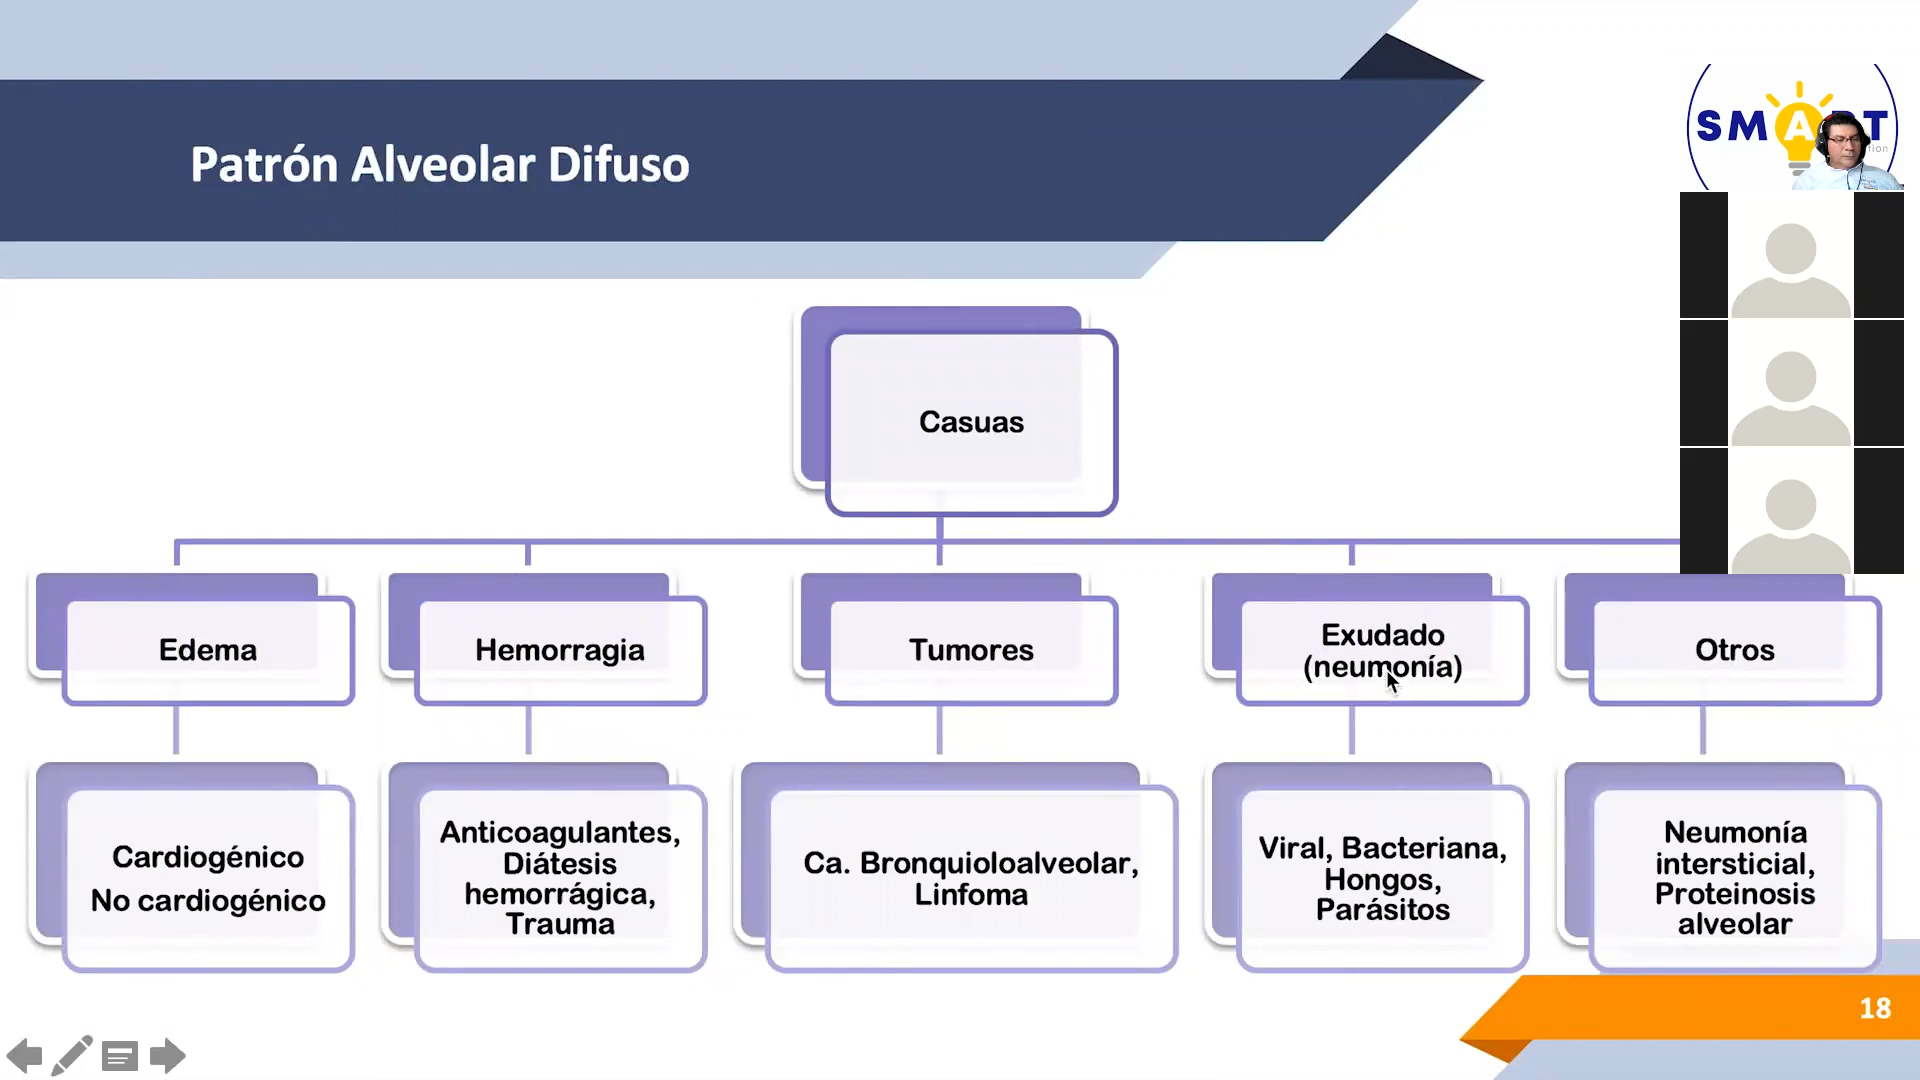 Patrón Alveolar Difuso
SMART
tion
Casuas
Edema
Hemorragia
Tumores
Exudado
(neumonía)
Otros
Cardiogénico
No cardiogénico
Anticoagulantes,
Diátesis
hemorrágica,
Trauma
Ca. Bronquioloalveolar,
Linfoma
Viral, Bacteriana,
Hongos,
Parásitos
Neumonía
intersticial,
Proteinosis
alveolar
18